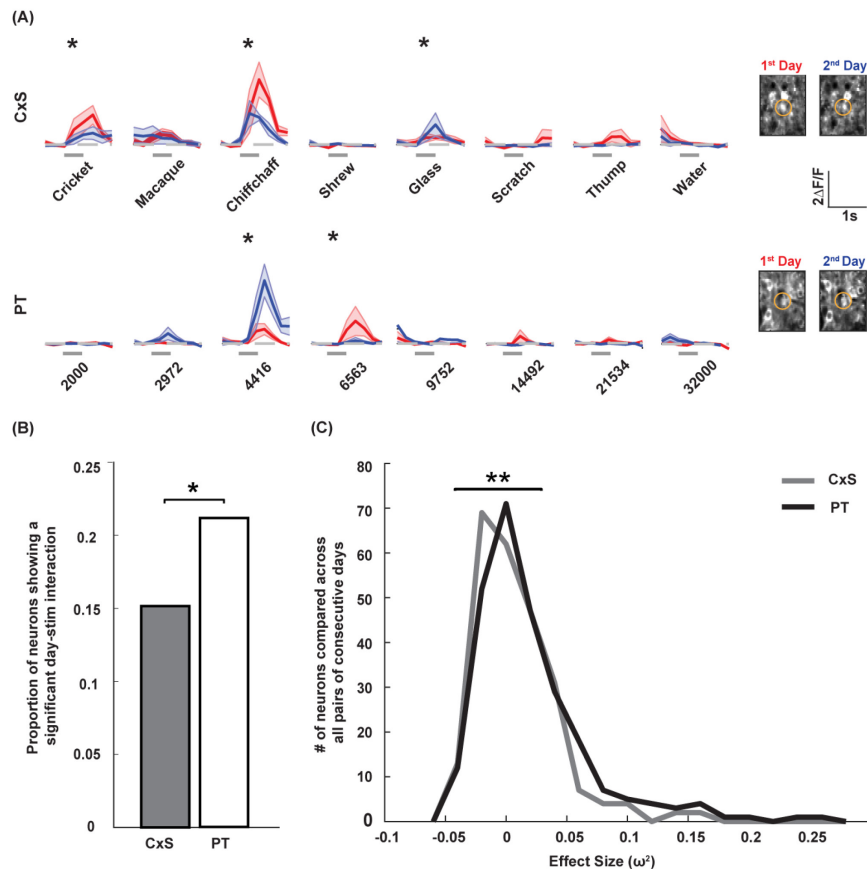 (A)
* * *
CxS
Cricket Macaque Chiffchaff Shrew Glass Scratch Thump Water
1st Day 2nd Day
2ΔF/F
1s
* *
PT
2000 2972 4416 6563 9752 14492 21534 32000
1st Day 2nd Day
(B)
Proportion of neurons showing a
significant day-stim interaction
0.25
0.2
0.15
0.1
0.05
0
*
CxS PT
(C)
# of neurons compared across
all pairs of consecutive days
80
70
60
50
40
30
20
10
0
**
CxS
PT
-0.1 -0.05 0 0.05 0.1 0.15 0.2 0.25
Effect Size (ω²)